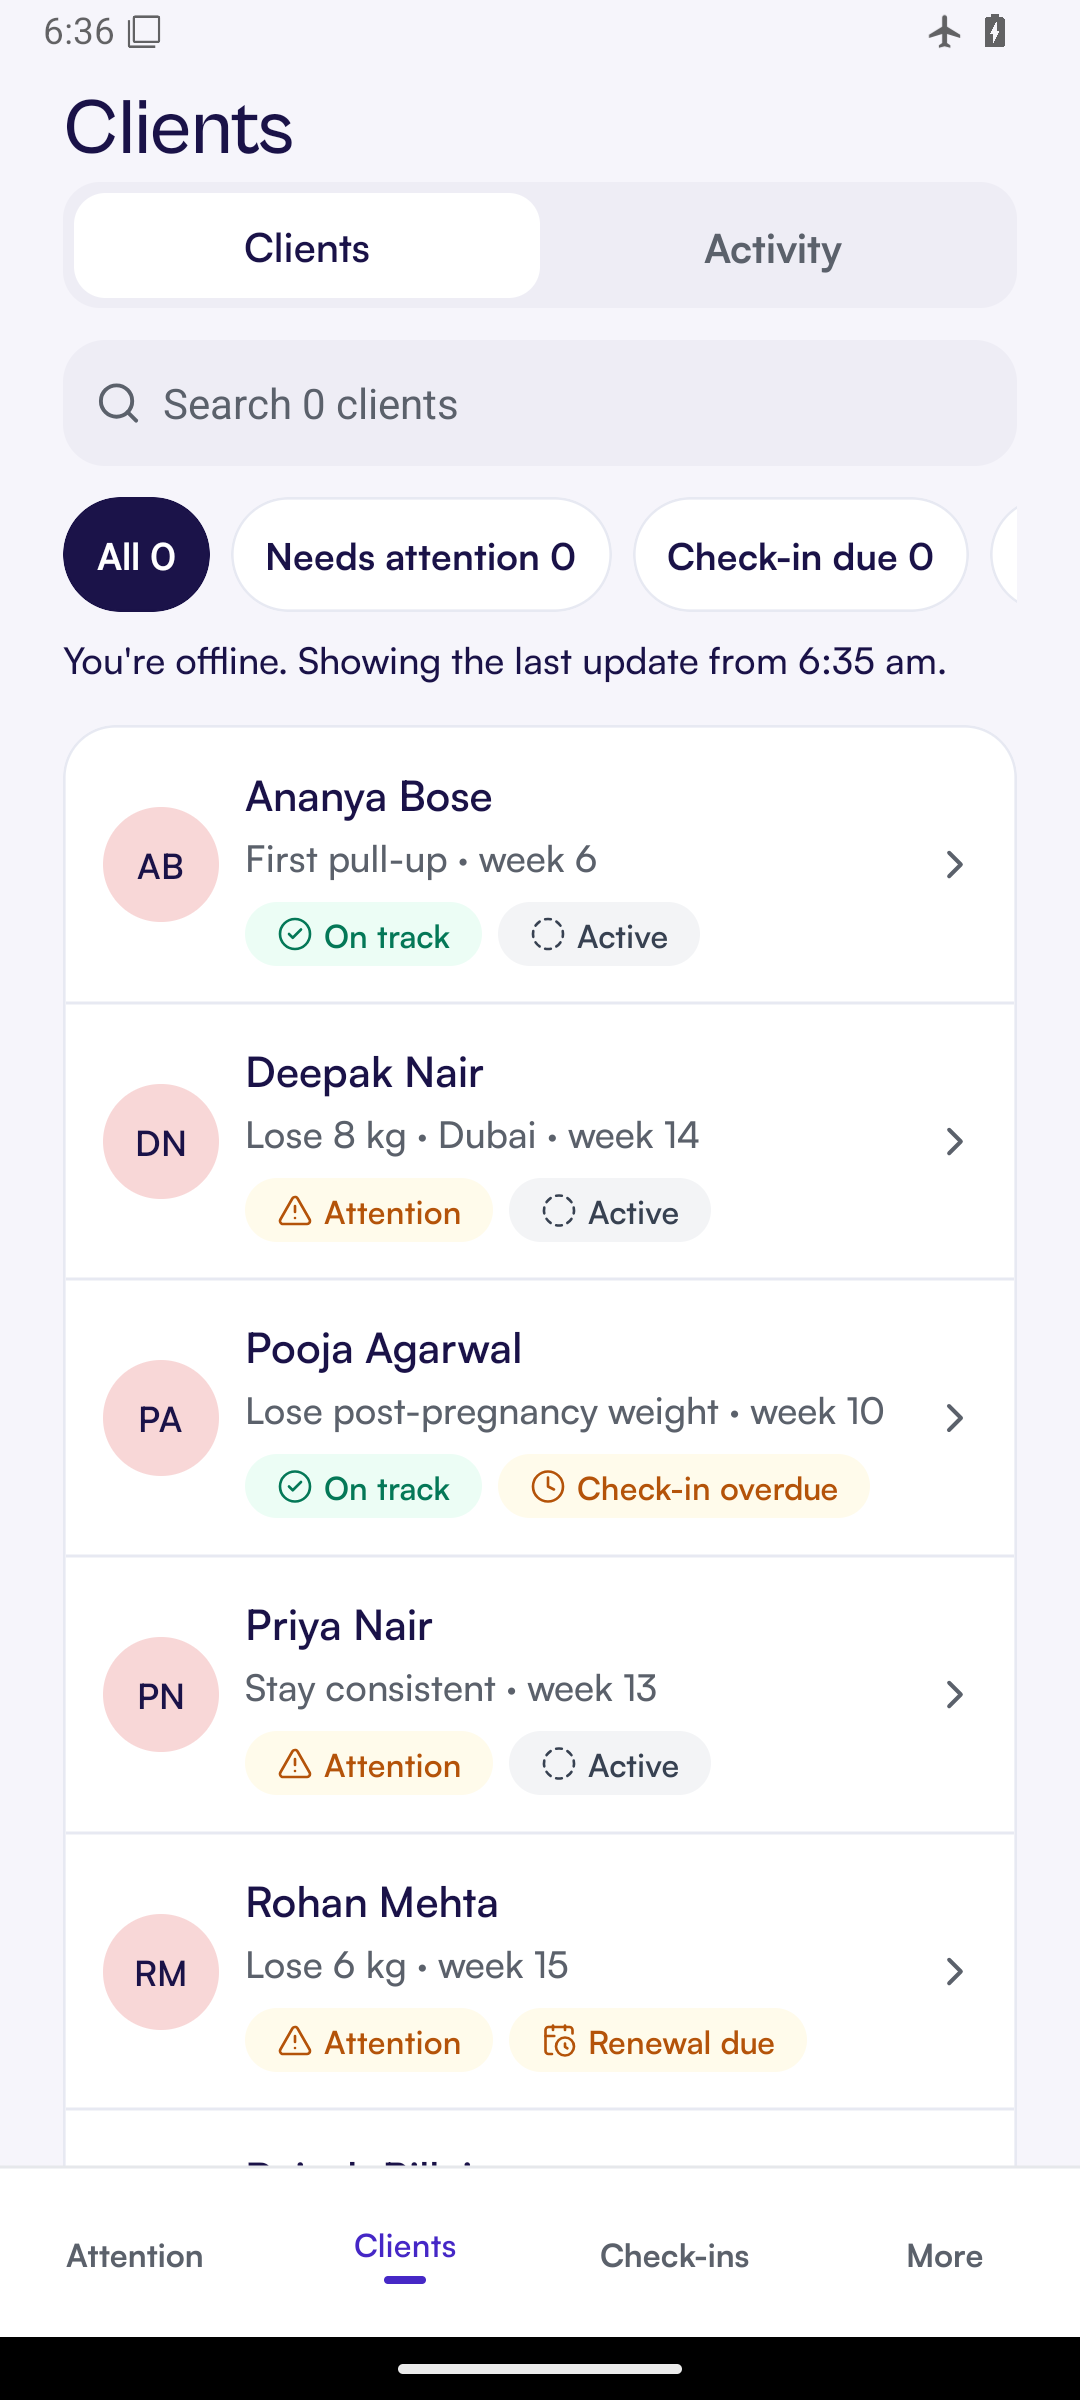 6:36
Clients
Clients
Activity
Search 0 clients
All 0
Needs attention 0
Check-in due 0
You're offline. Showing the last update from 6:35 am.
AB
Ananya Bose
First pull-up · week 6
On track
Active
DN
Deepak Nair
Lose 8 kg · Dubai · week 14
Attention
Active
PA
Pooja Agarwal
Lose post-pregnancy weight · week 10
On track
Check-in overdue
PN
Priya Nair
Stay consistent · week 13
Attention
Active
RM
Rohan Mehta
Lose 6 kg · week 15
Attention
Renewal due
Attention
Clients
Check-ins
More